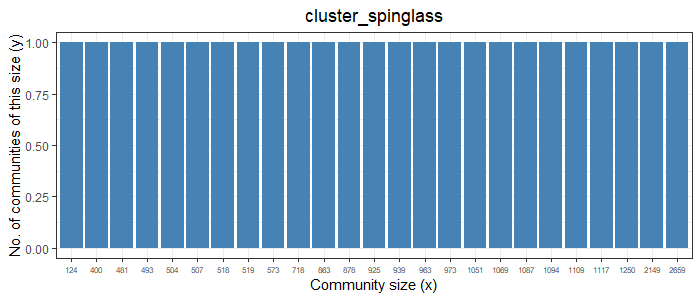 cluster_spinglass
No. of communities of this size (y)
1.00
0.75
0.50
0.25
0.00
124 400 481 493 504 507 518 519 573 718 863 878 925 939 963 973 1051 1069 1087 1094 1109 1117 1250 2149 2659
Community size (x)